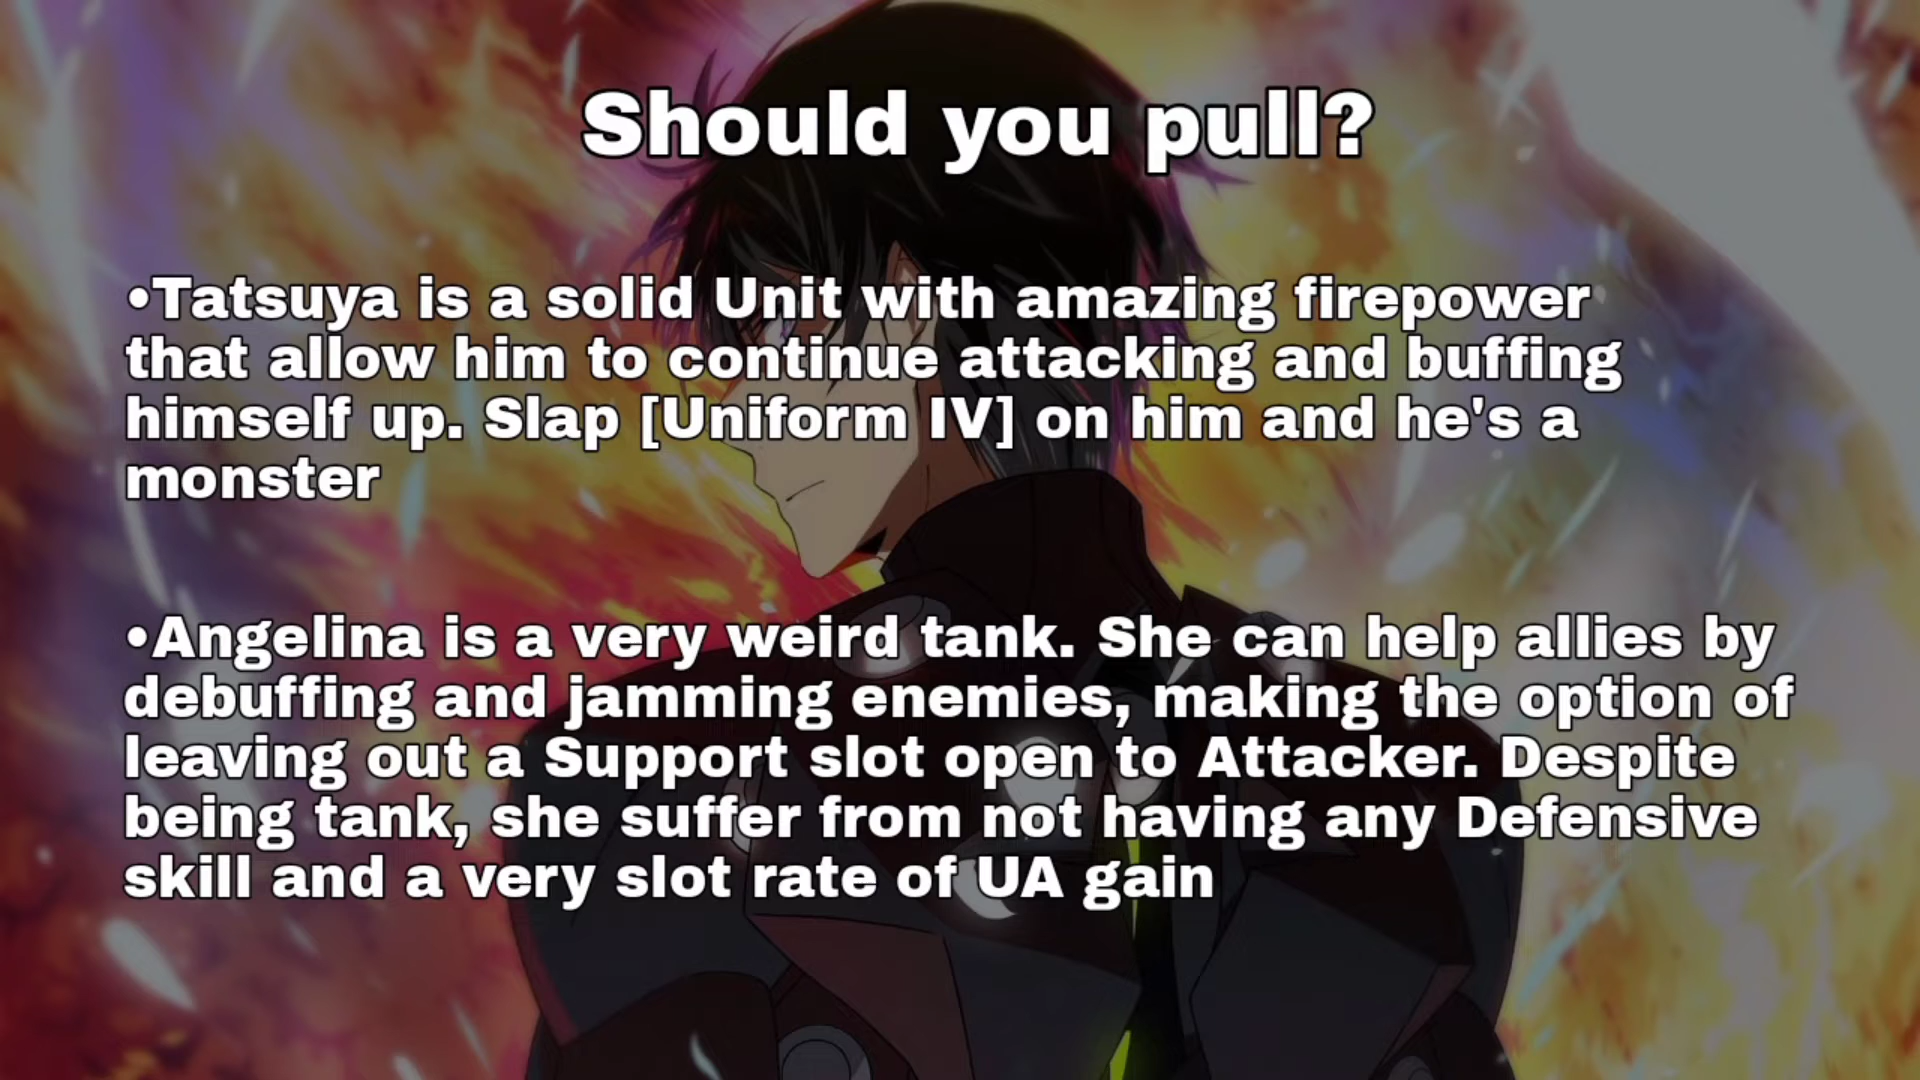 Should you pull?
•Tatsuya is a solid Unit with amazing firepower
that allow him to continue attacking and buffing
himself up. Slap [Uniform IV] on him and he's a
monster
•Angelina is a very weird tank. She can help allies by
debuffing and jamming enemies, making the option of
leaving out a Support slot open to Attacker. Despite
being tank, she suffer from not having any Defensive
skill and a very slot rate of UA gain